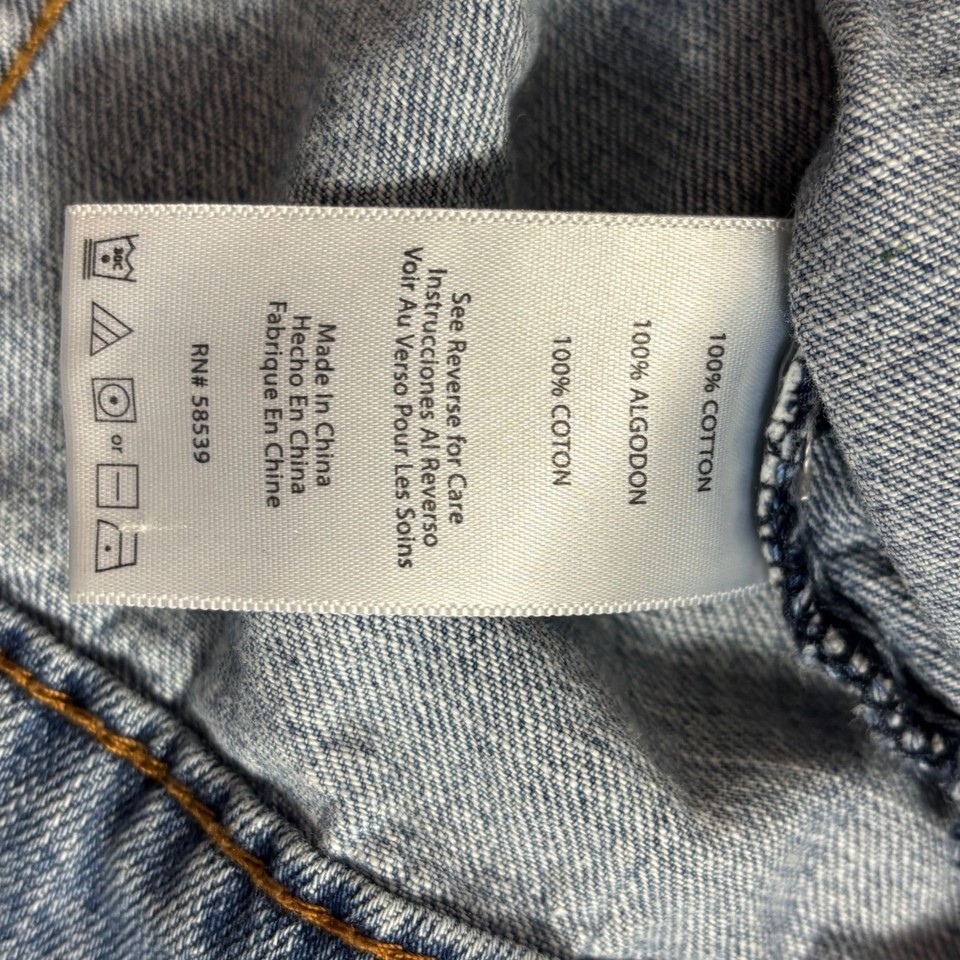 100% COTTON
100% ALGODON
100% COTON
See Reverse for Care
Instrucciones Al Reverso
Voir Au Verso Pour Les Soins
Made In China
Hecho En China
Fabrique En Chine
RN# 58539
30C or